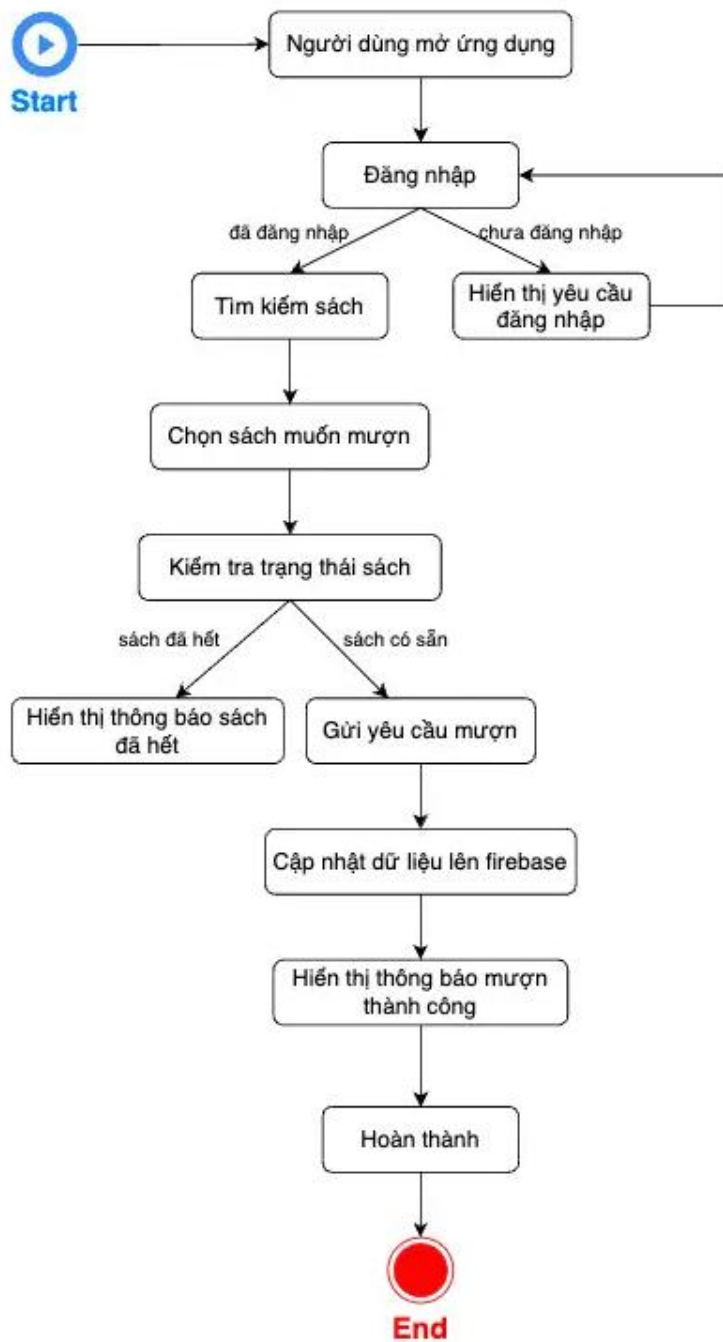 Người dùng mở ứng dụng
Start
Đăng nhập
đã đăng nhập
chưa đăng nhập
Tìm kiếm sách
Hiển thị yêu cầu
đăng nhập
Chọn sách muốn mượn
Kiểm tra trạng thái sách
sách đã hết
sách có sẵn
Hiển thị thông báo sách
đã hết
Gửi yêu cầu mượn
Cập nhật dữ liệu lên firebase
Hiển thị thông báo mượn
thành công
Hoàn thành
End